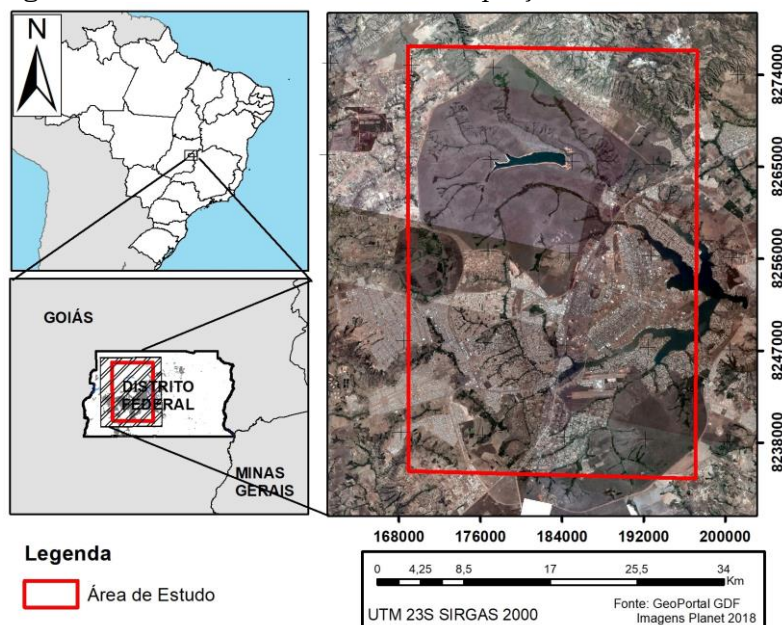 N
GOIÁS
DISTRITO
FEDERAL
MINAS
GERAIS
8274000
8265000
8256000
8247000
8238000
168000 176000 184000 192000 200000
Legenda
Área de Estudo
0 4,25 8,5 17 25,5 34
Km
UTM 23S SIRGAS 2000
Fonte: GeoPortal GDF
Imagens Planet 2018